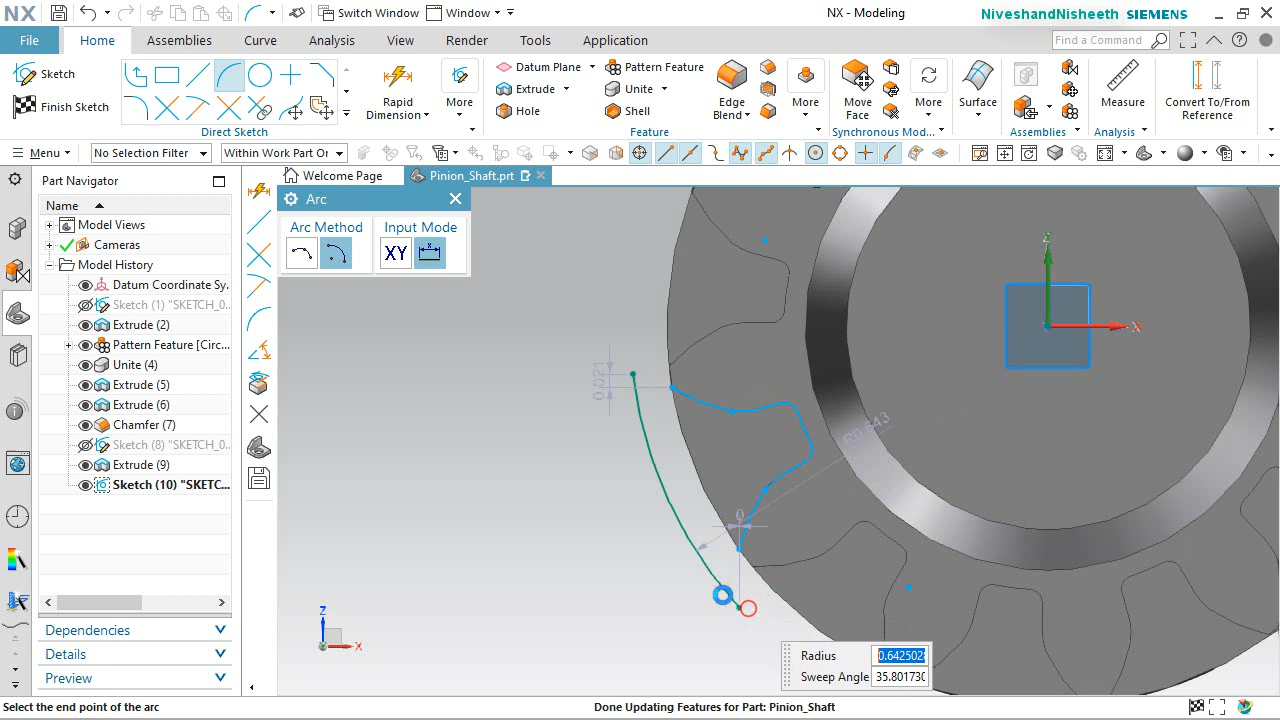 NX
Switch Window
Window
NX - Modeling
NiveshandNisheeth SIEMENS
File
Home
Assemblies
Curve
Analysis
View
Render
Tools
Application
Find a Command
Sketch
Finish Sketch
Direct Sketch
Rapid
Dimension
More
Datum Plane
Extrude
Hole
Pattern Feature
Unite
Shell
Edge
Blend
More
Feature
Move
Face
More
Synchronous Mod...
Surface
Assemblies
Measure
Analysis
Convert To/From
Reference
Menu
No Selection Filter
Within Work Part Or
Part Navigator
Welcome Page
Pinion_Shaft.prt
Name
Model Views
Cameras
Model History
Datum Coordinate Sy.
Sketch (1) "SKETCH_0..
Extrude (2)
Pattern Feature [Circ..
Unite (4)
Extrude (5)
Extrude (6)
Chamfer (7)
Sketch (8) "SKETCH_0..
Extrude (9)
Sketch (10) "SKETC...
Dependencies
Details
Preview
Arc
Arc Method
Input Mode
XY
Z
X
0.021
R0.643
0
Z
X
Radius
0.642502
Sweep Angle
35.801730
Select the end point of the arc
Done Updating Features for Part: Pinion_Shaft